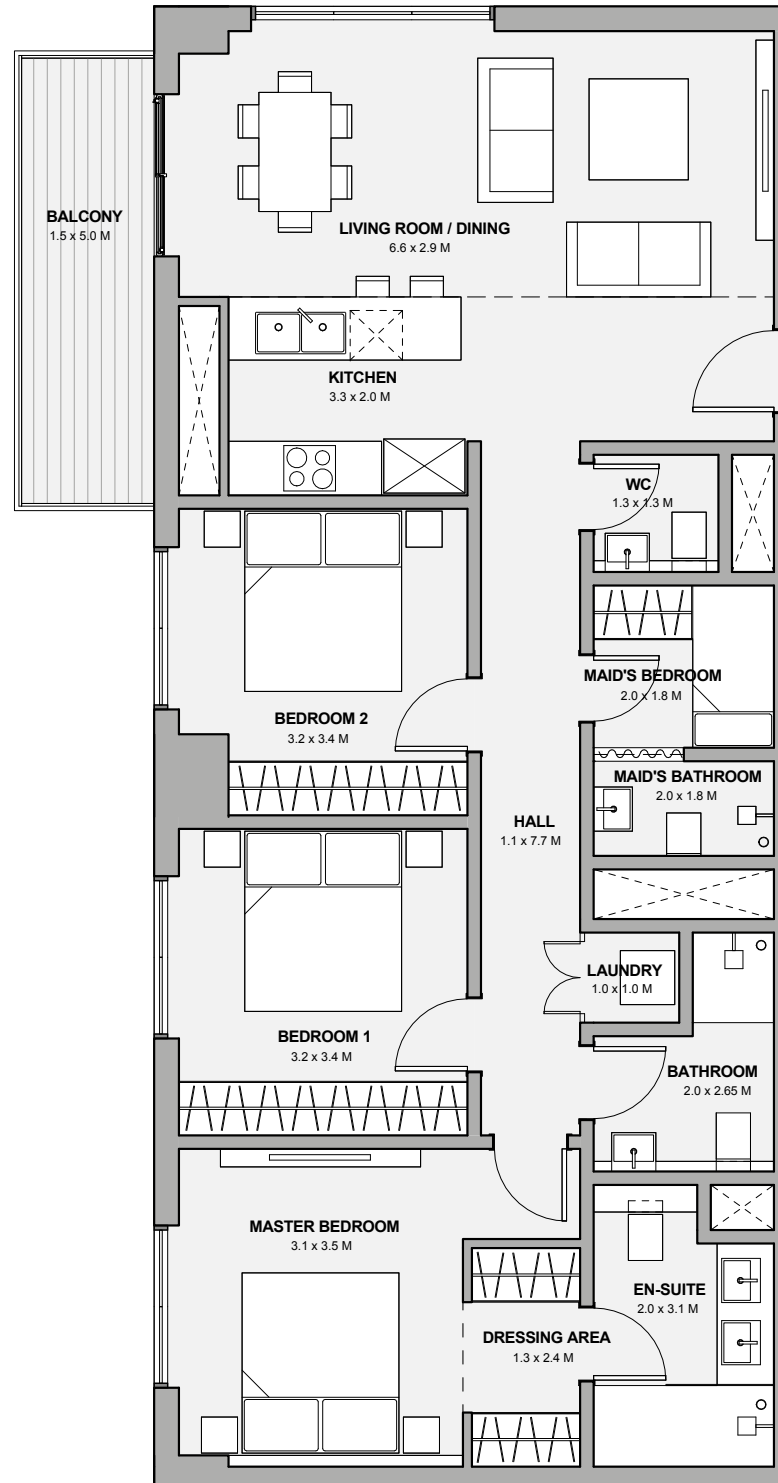 BALCONY
1.5 x 5.0 M
LIVING ROOM / DINING
6.6 x 2.9 M
KITCHEN
3.3 x 2.0 M
WC
1.3 x 1.3 M
MAID'S BEDROOM
2.0 x 1.8 M
BEDROOM 2
3.2 x 3.4 M
MAID'S BATHROOM
2.0 x 1.8 M
HALL
1.1 x 7.7 M
LAUNDRY
1.0 x 1.0 M
BEDROOM 1
3.2 x 3.4 M
BATHROOM
2.0 x 2.65 M
MASTER BEDROOM
3.1 x 3.5 M
EN-SUITE
2.0 x 3.1 M
DRESSING AREA
1.3 x 2.4 M